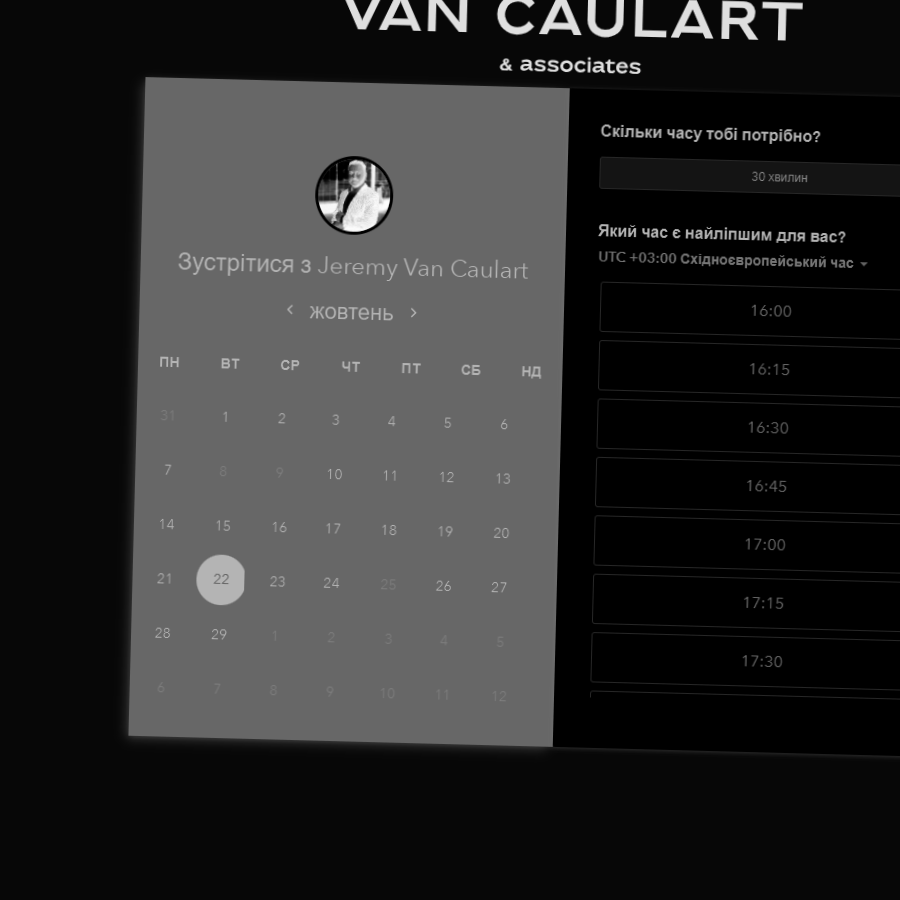 VAN CAULART
& associates
Зустрітися з Jeremy Van Caulart
жовтень
ПН ВТ СР ЧТ ПТ СБ НД
31 1 2 3 4 5 6
7 8 9 10 11 12 13
14 15 16 17 18 19 20
21 22 23 24 25 26 27
28 29 1 2 3 4 5
6 7 8 9 10 11 12
Скільки часу тобі потрібно?
30 хвилин
Який час є найліпшим для вас?
UTC +03:00 Східноєвропейський час
16:00
16:15
16:30
16:45
17:00
17:15
17:30